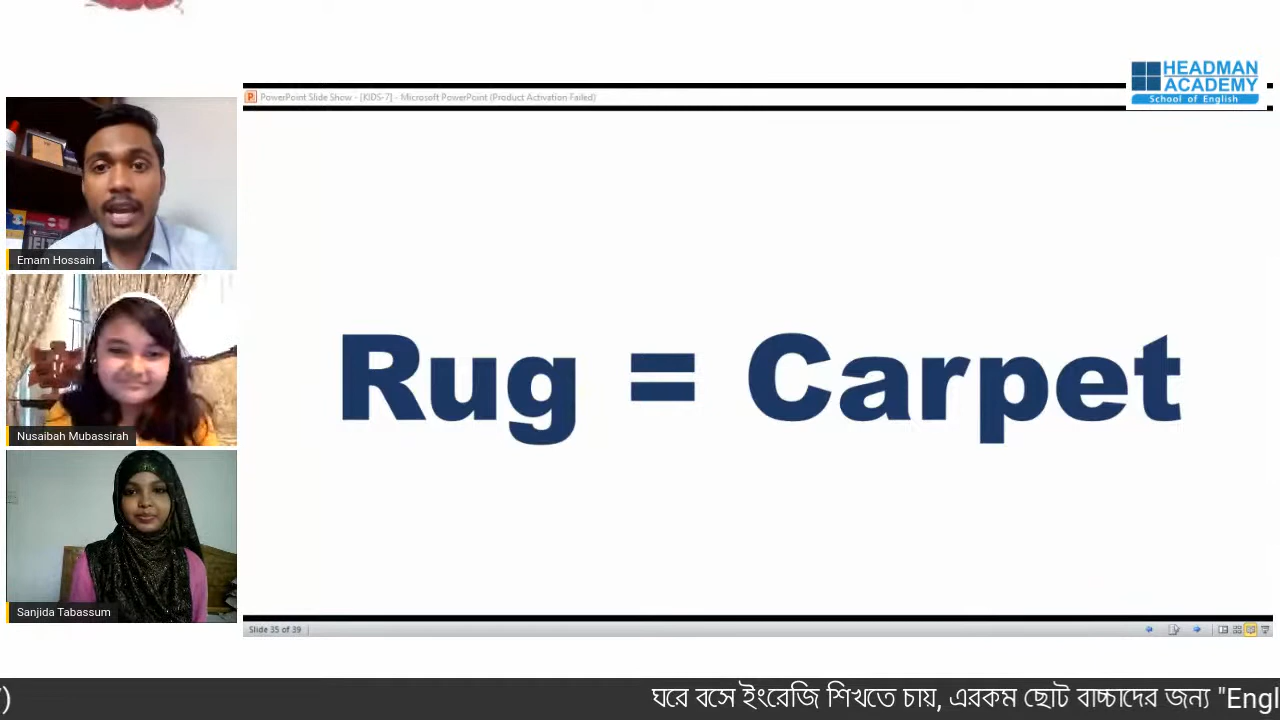 HEADMAN
ACADEMY
School of English
PowerPoint Slide Show - [KIDS-7] - Microsoft PowerPoint (Product Activation Failed)
Emam Hossain
Nusaibah Mubassirah
Sanjida Tabassum
Rug = Carpet
Slide 35 of 39
) ঘরে বসে ইংরেজি শিখতে চায়, এরকম ছোট বাচ্চাদের জন্য "Engl